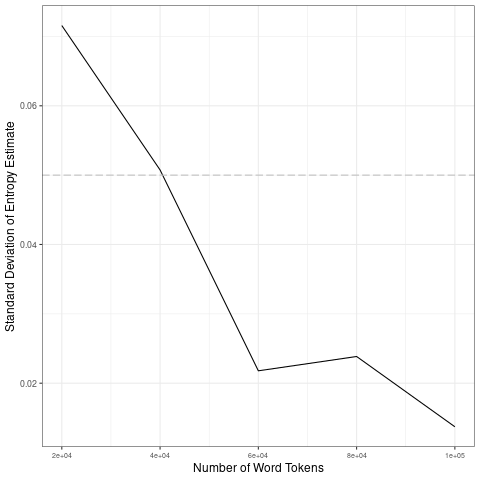 Standard Deviation of Entropy Estimate
0.06
0.04
0.02
2e+04 4e+04 6e+04 8e+04 1e+05
Number of Word Tokens